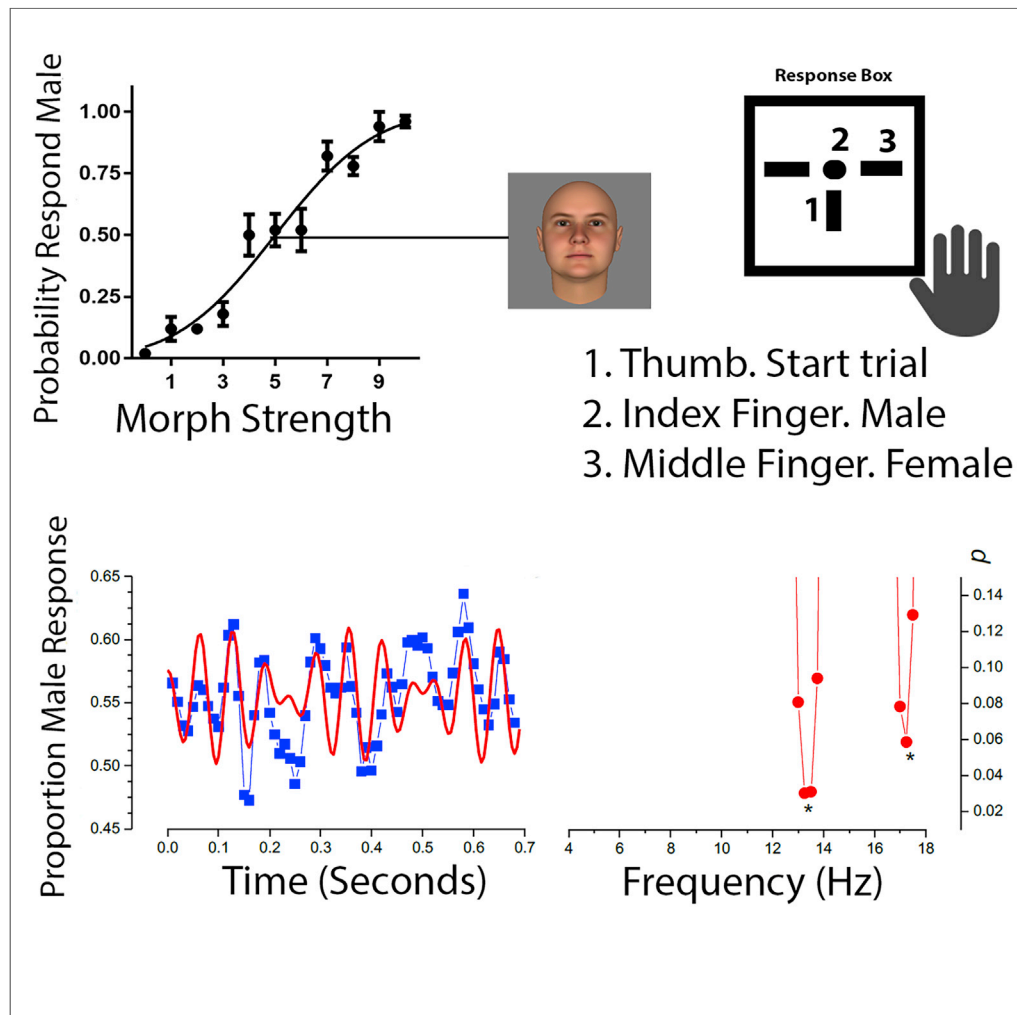 Probability Respond Male
1.00
0.75
0.50
0.25
0.00
1 3 5 7 9
Morph Strength
Response Box
2 3
1
1. Thumb. Start trial
2. Index Finger. Male
3. Middle Finger. Female
Proportion Male Response
0.65
0.60
0.55
0.50
0.45
0.0 0.1 0.2 0.3 0.4 0.5 0.6 0.7
Time (Seconds)
p
0.14
0.12
0.10
0.08
0.06
0.04
0.02
*
*
4 6 8 10 12 14 16 18
Frequency (Hz)